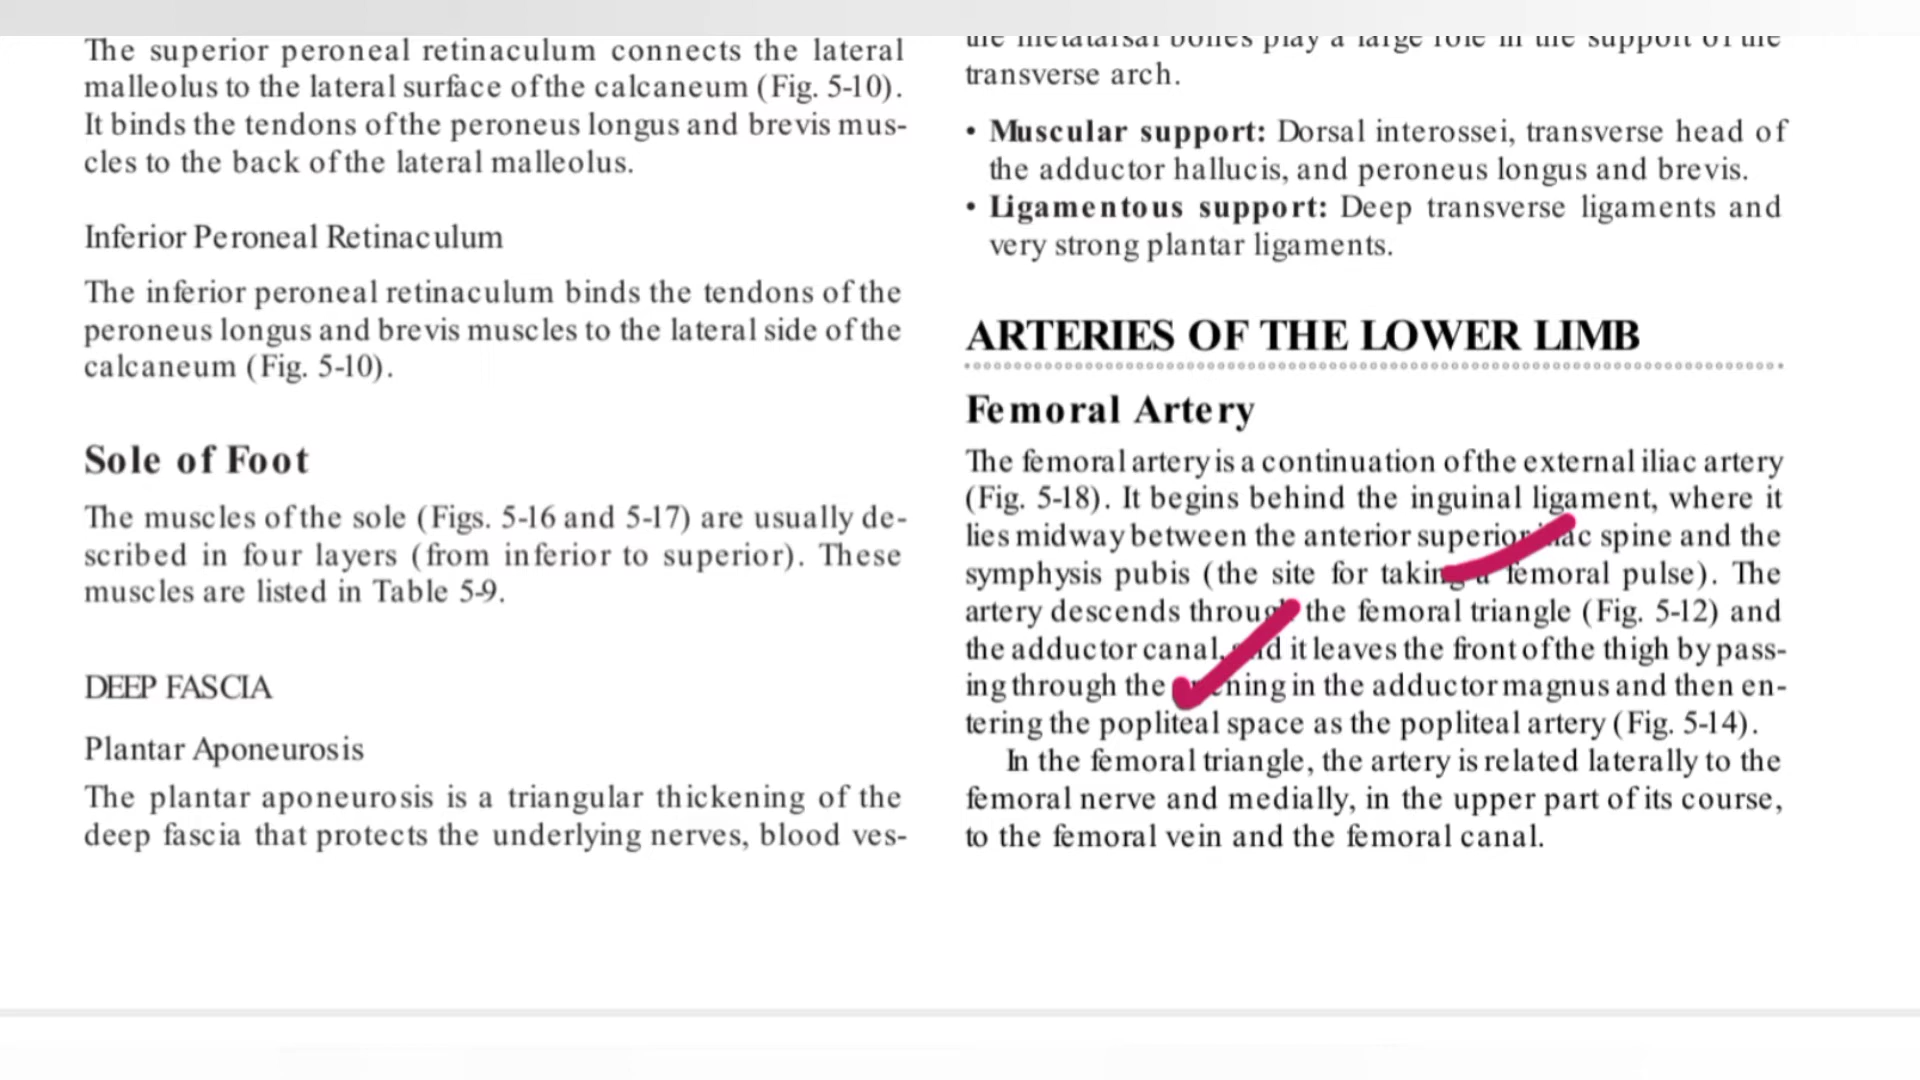 The superior peroneal retinaculum connects the lateral
malleolus to the lateral surface of the calcaneum (Fig. 5-10).
It binds the tendons of the peroneus longus and brevis mus-
cles to the back of the lateral malleolus.
Inferior Peroneal Retinaculum
The inferior peroneal retinaculum binds the tendons of the
peroneus longus and brevis muscles to the lateral side of the
calcaneum (Fig. 5-10).
Sole of Foot
The muscles of the sole (Figs. 5-16 and 5-17) are usually de-
scribed in four layers (from inferior to superior). These
muscles are listed in Table 5-9.
DEEP FASCIA
Plantar Aponeurosis
The plantar aponeurosis is a triangular thickening of the
deep fascia that protects the underlying nerves, blood ves-
the metatarsal bones play a large role in the support of the
transverse arch.
• Muscular support: Dorsal interossei, transverse head of
the adductor hallucis, and peroneus longus and brevis.
• Ligamentous support: Deep transverse ligaments and
very strong plantar ligaments.
ARTERIES OF THE LOWER LIMB
Femoral Artery
The femoral artery is a continuation of the external iliac artery
(Fig. 5-18). It begins behind the inguinal ligament, where it
lies midway between the anterior superior iliac spine and the
symphysis pubis (the site for taking a femoral pulse). The
artery descends through the femoral triangle (Fig. 5-12) and
the adductor canal, and it leaves the front of the thigh by pass-
ing through the opening in the adductor magnus and then en-
tering the popliteal space as the popliteal artery (Fig. 5-14).
In the femoral triangle, the artery is related laterally to the
femoral nerve and medially, in the upper part of its course,
to the femoral vein and the femoral canal.